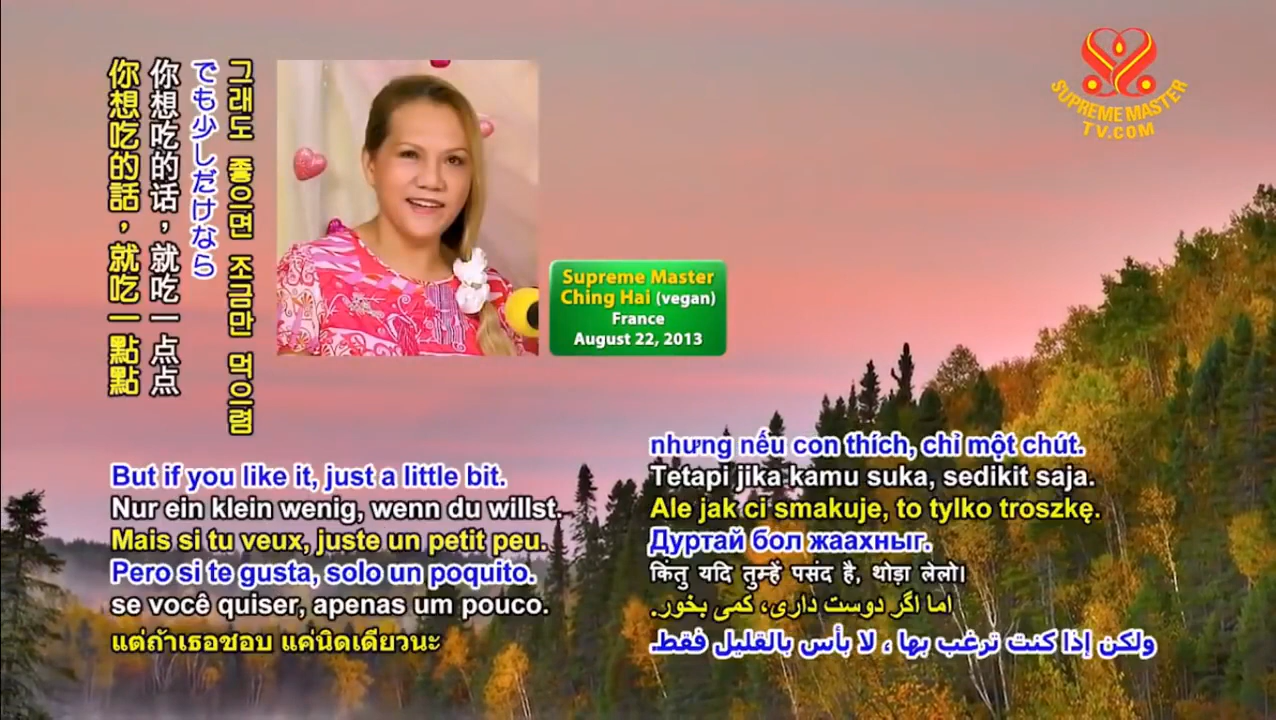 你想吃的話，就吃一點點
你想吃的话，就吃一点点
でも少しだけなら
그래도 좋으면 조금만 먹으렴
SUPREME MASTER
TV.COM
Supreme Master
Ching Hai (vegan)
France
August 22, 2013
But if you like it, just a little bit.
Nur ein klein wenig, wenn du willst.
Mais si tu veux, juste un petit peu.
Pero si te gusta, solo un poquito.
se você quiser, apenas um pouco.
แต่ถ้าเธอชอบ แค่นิดเดียวนะ
nhưng nếu con thích, chỉ một chút.
Tetapi jika kamu suka, sedikit saja.
Ale jak ci smakuje, to tylko troszkę.
Дуртай бол жаахныг.
किंतु यदि तुम्हें पसंद है, थोड़ा लेलो।
اما اگر دوست داری، کمی بخور.
ولكن إذا كنت ترغب بها ، لا بأس بالقليل فقط.